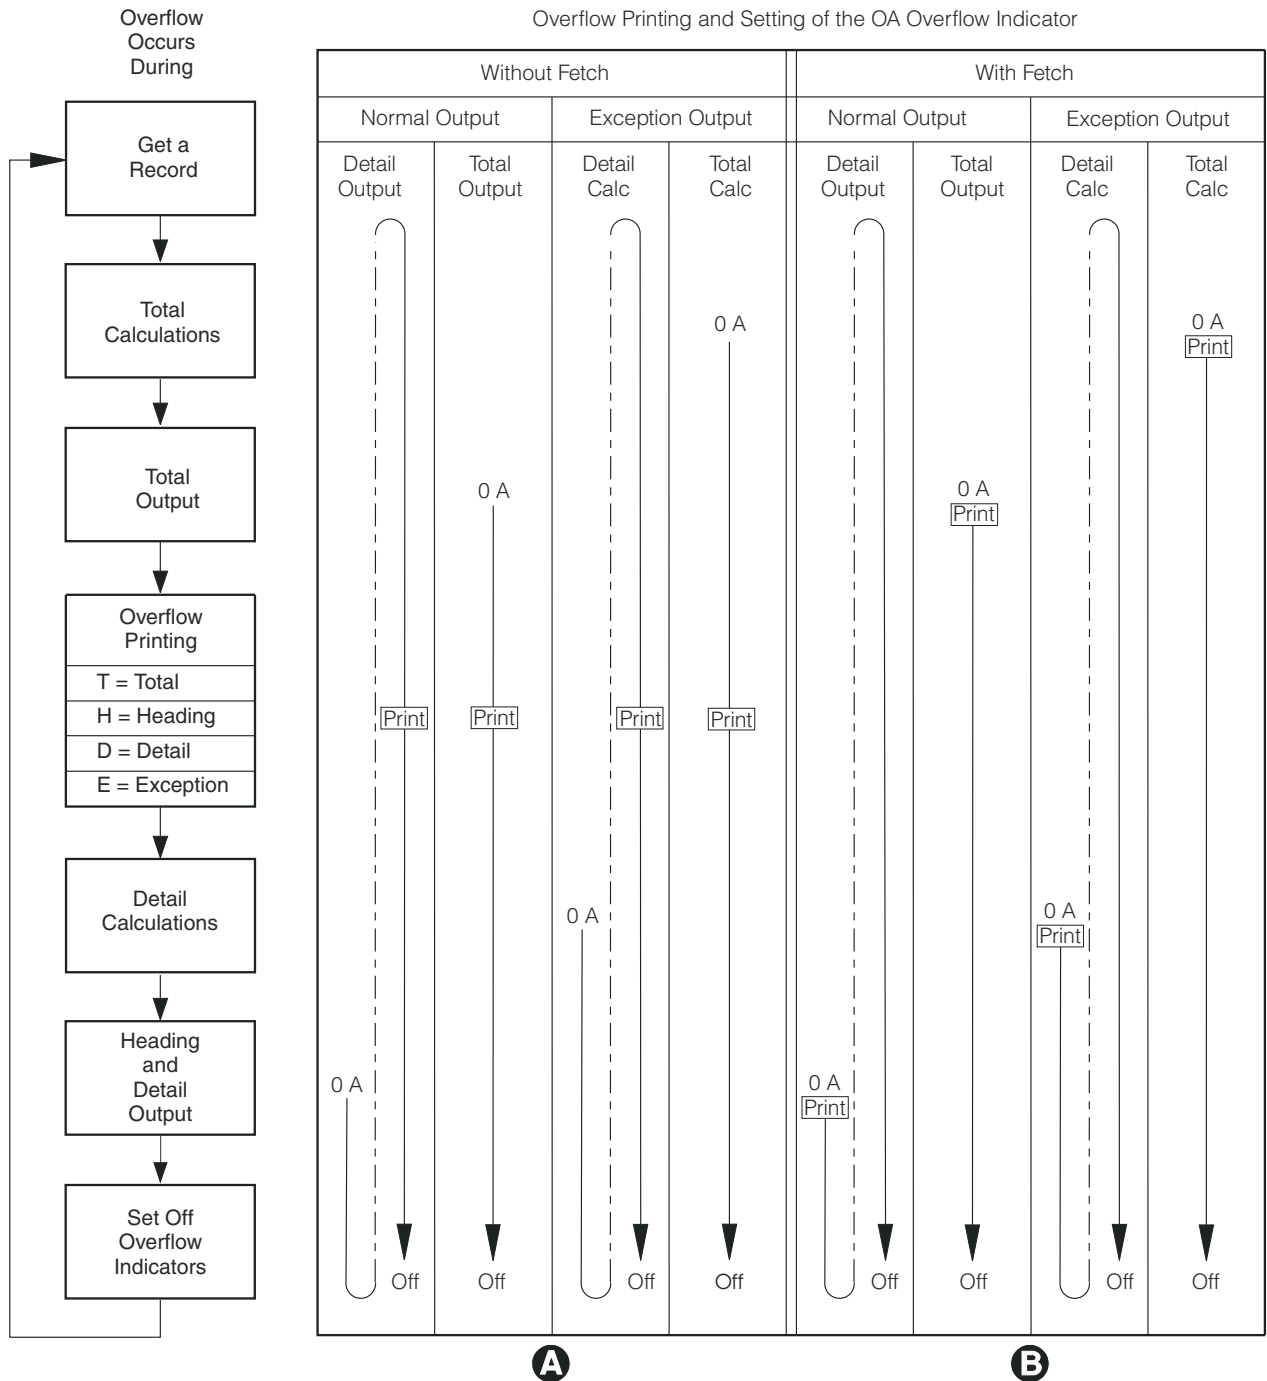 Overflow
Occurs
During
Get a
Record
Total
Calculations
Total
Output
Overflow
Printing
T = Total
H = Heading
D = Detail
E = Exception
Detail
Calculations
Heading
and
Detail
Output
Set Off
Overflow
Indicators
Overflow Printing and Setting of the OA Overflow Indicator
Without Fetch
With Fetch
Normal Output
Exception Output
Normal Output
Exception Output
Detail
Output
Total
Output
Detail
Calc
Total
Calc
Detail
Output
Total
Output
Detail
Calc
Total
Calc
0 A
0 A
Print
0 A
0 A
Print
Print
Print
Print
Print
0 A
0 A
Print
0 A
0 A
Print
Off
Off
Off
Off
Off
Off
Off
Off
A
B